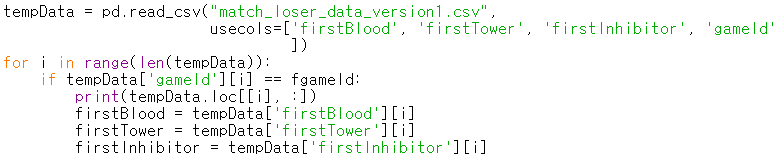 tempData = pd.read_csv("match_loser_data_version1.csv",
                       usecols=['firstBlood', 'firstTower', 'firstInhibitor', 'gameId'
                                ])
for i in range(len(tempData)):
    if tempData['gameId'][i] == fgameId:
        print(tempData.loc[[i], :])
        firstBlood = tempData['firstBlood'][i]
        firstTower = tempData['firstTower'][i]
        firstInhibitor = tempData['firstInhibitor'][i]